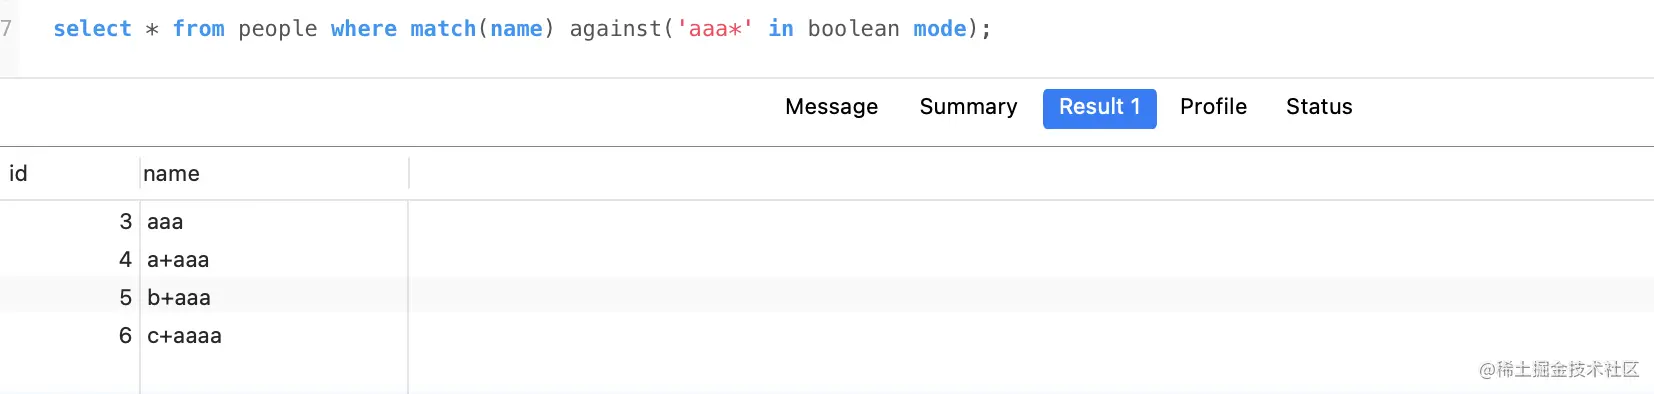 7 select * from people where match(name) against('aaa*' in boolean mode);
Message Summary Result 1 Profile Status
id name
3 aaa
4 a+aaa
5 b+aaa
6 c+aaaa
@稀土掘金技术社区